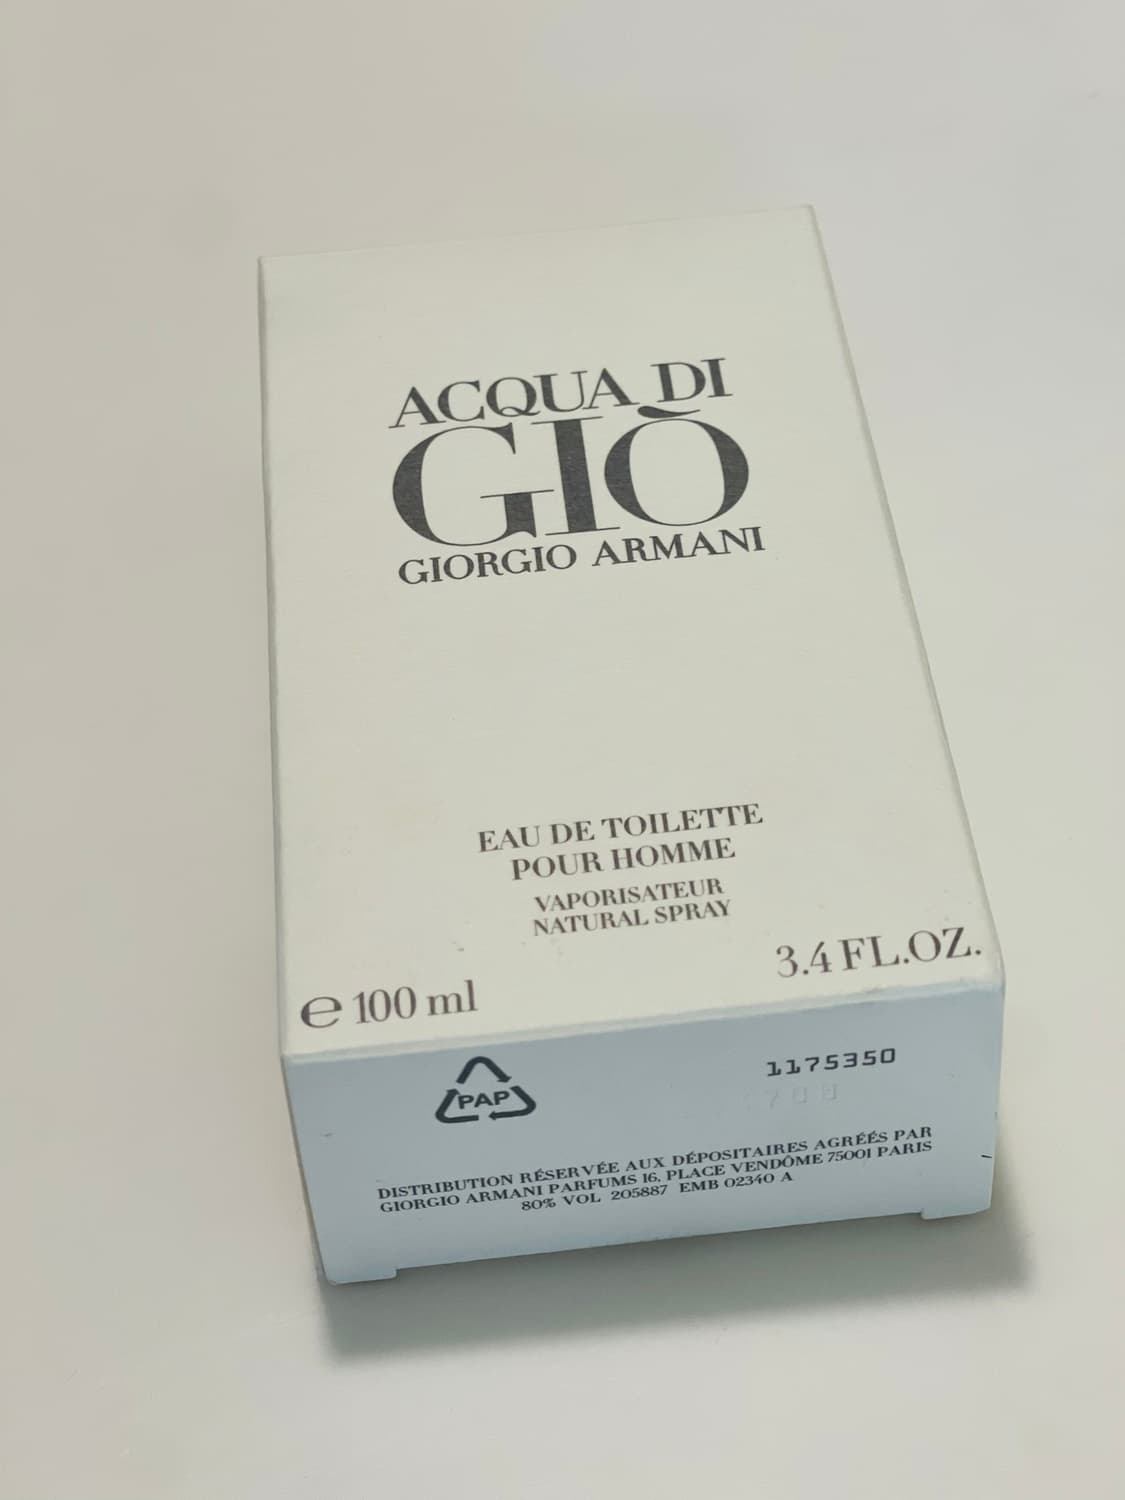 ACQUA DI
GIÒ
GIORGIO ARMANI
EAU DE TOILETTE
POUR HOMME
VAPORISATEUR
NATURAL SPRAY
℮ 100 ml
3.4 FL.OZ.
PAP
1175350
DISTRIBUTION RÉSERVÉE AUX DÉPOSITAIRES AGRÉÉS PAR
GIORGIO ARMANI PARFUMS 16, PLACE VENDÔME 75001 PARIS
80% VOL 205887 EMB 02340 A